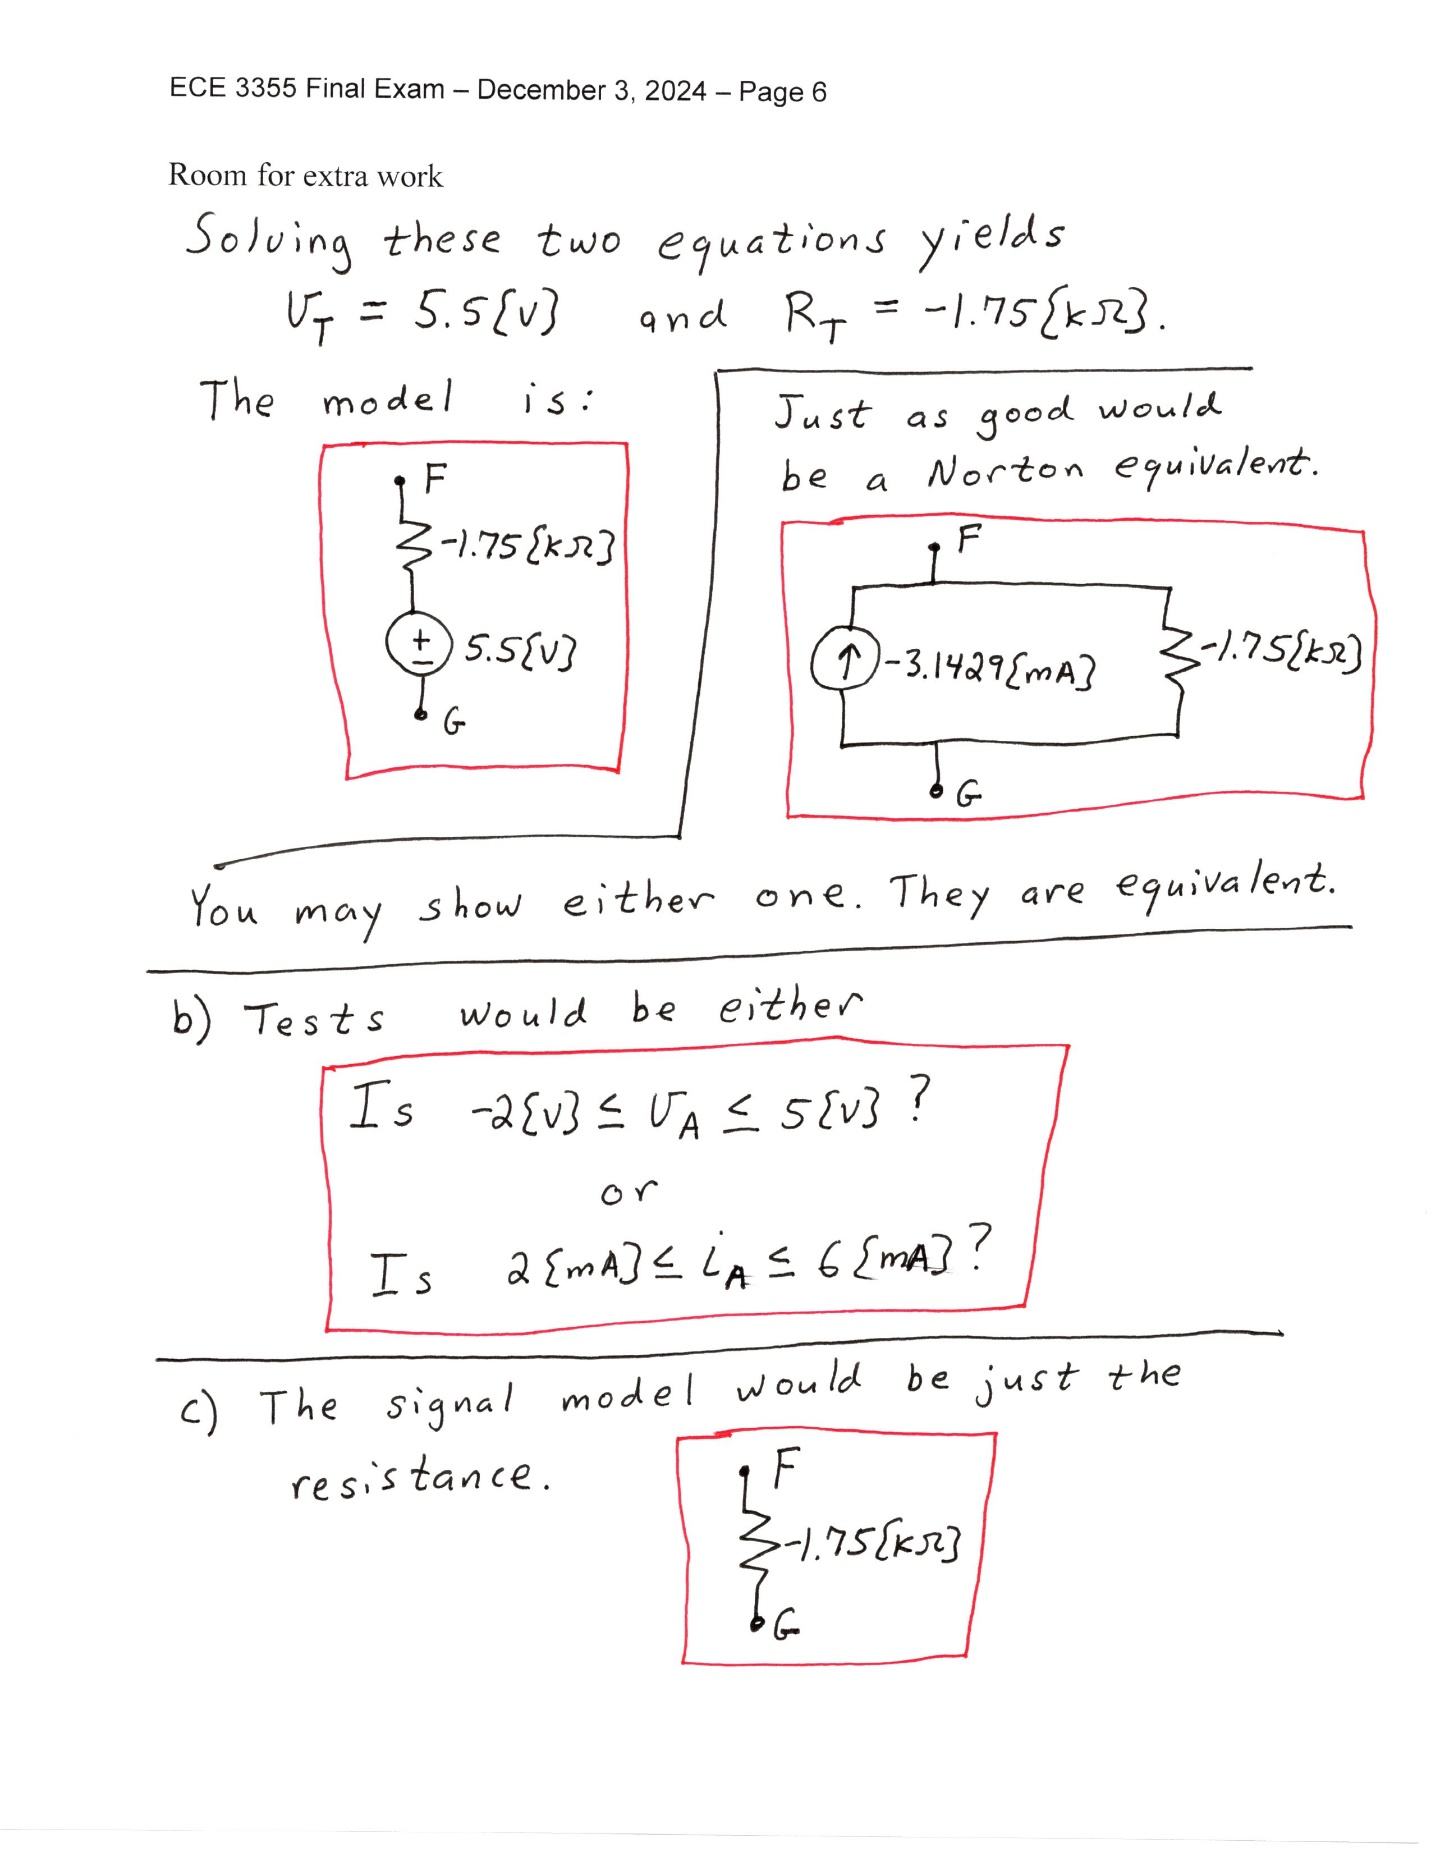 ECE 3355 Final Exam – December 3, 2024 – Page 6
Room for extra work
Solving these two equations yields
v_T = 5.5{V} and R_T = -1.75{kΩ}.
The model is:
F
-1.75{kΩ}
+
-
5.5{V}
G
Just as good would
be a Norton equivalent.
F
↑
-3.1429{mA}
-1.75{kΩ}
G
You may show either one. They are equivalent.
b) Tests would be either
Is -2{V} ≤ v_A ≤ 5{V} ?
or
Is 2{mA} ≤ i_A ≤ 6{mA} ?
c) The signal model would be just the
resistance.
F
-1.75{kΩ}
G